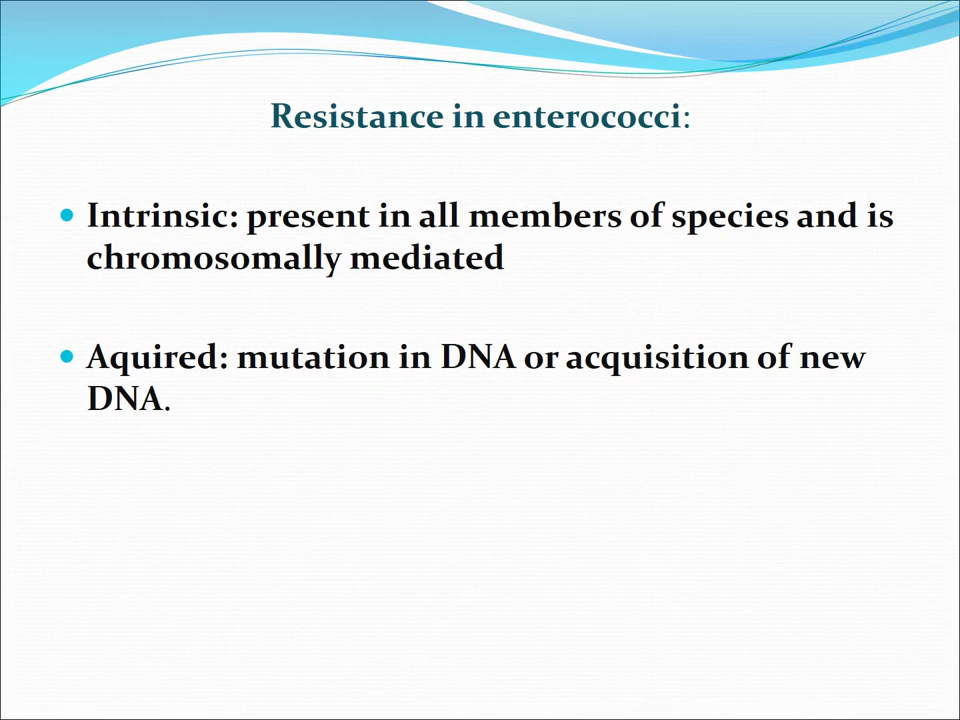 Resistance in enterococci:
• Intrinsic: present in all members of species and is
chromosomally mediated
• Aquired: mutation in DNA or acquisition of new
DNA.